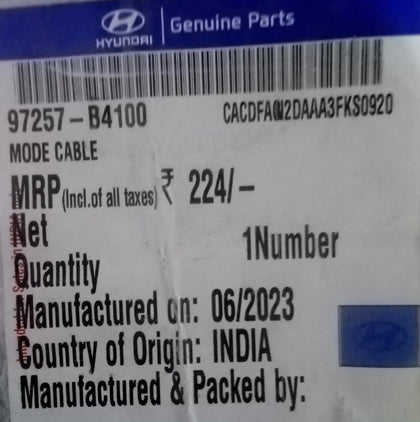 HYUNDAI
Genuine Parts
97257-B4100
MODE CABLE
MRP (Incl.of all taxes) ₹ 224/-
Net
Quantity
1Number
Manufactured on: 06/2023
Country of Origin: INDIA
Manufactured & Packed by: